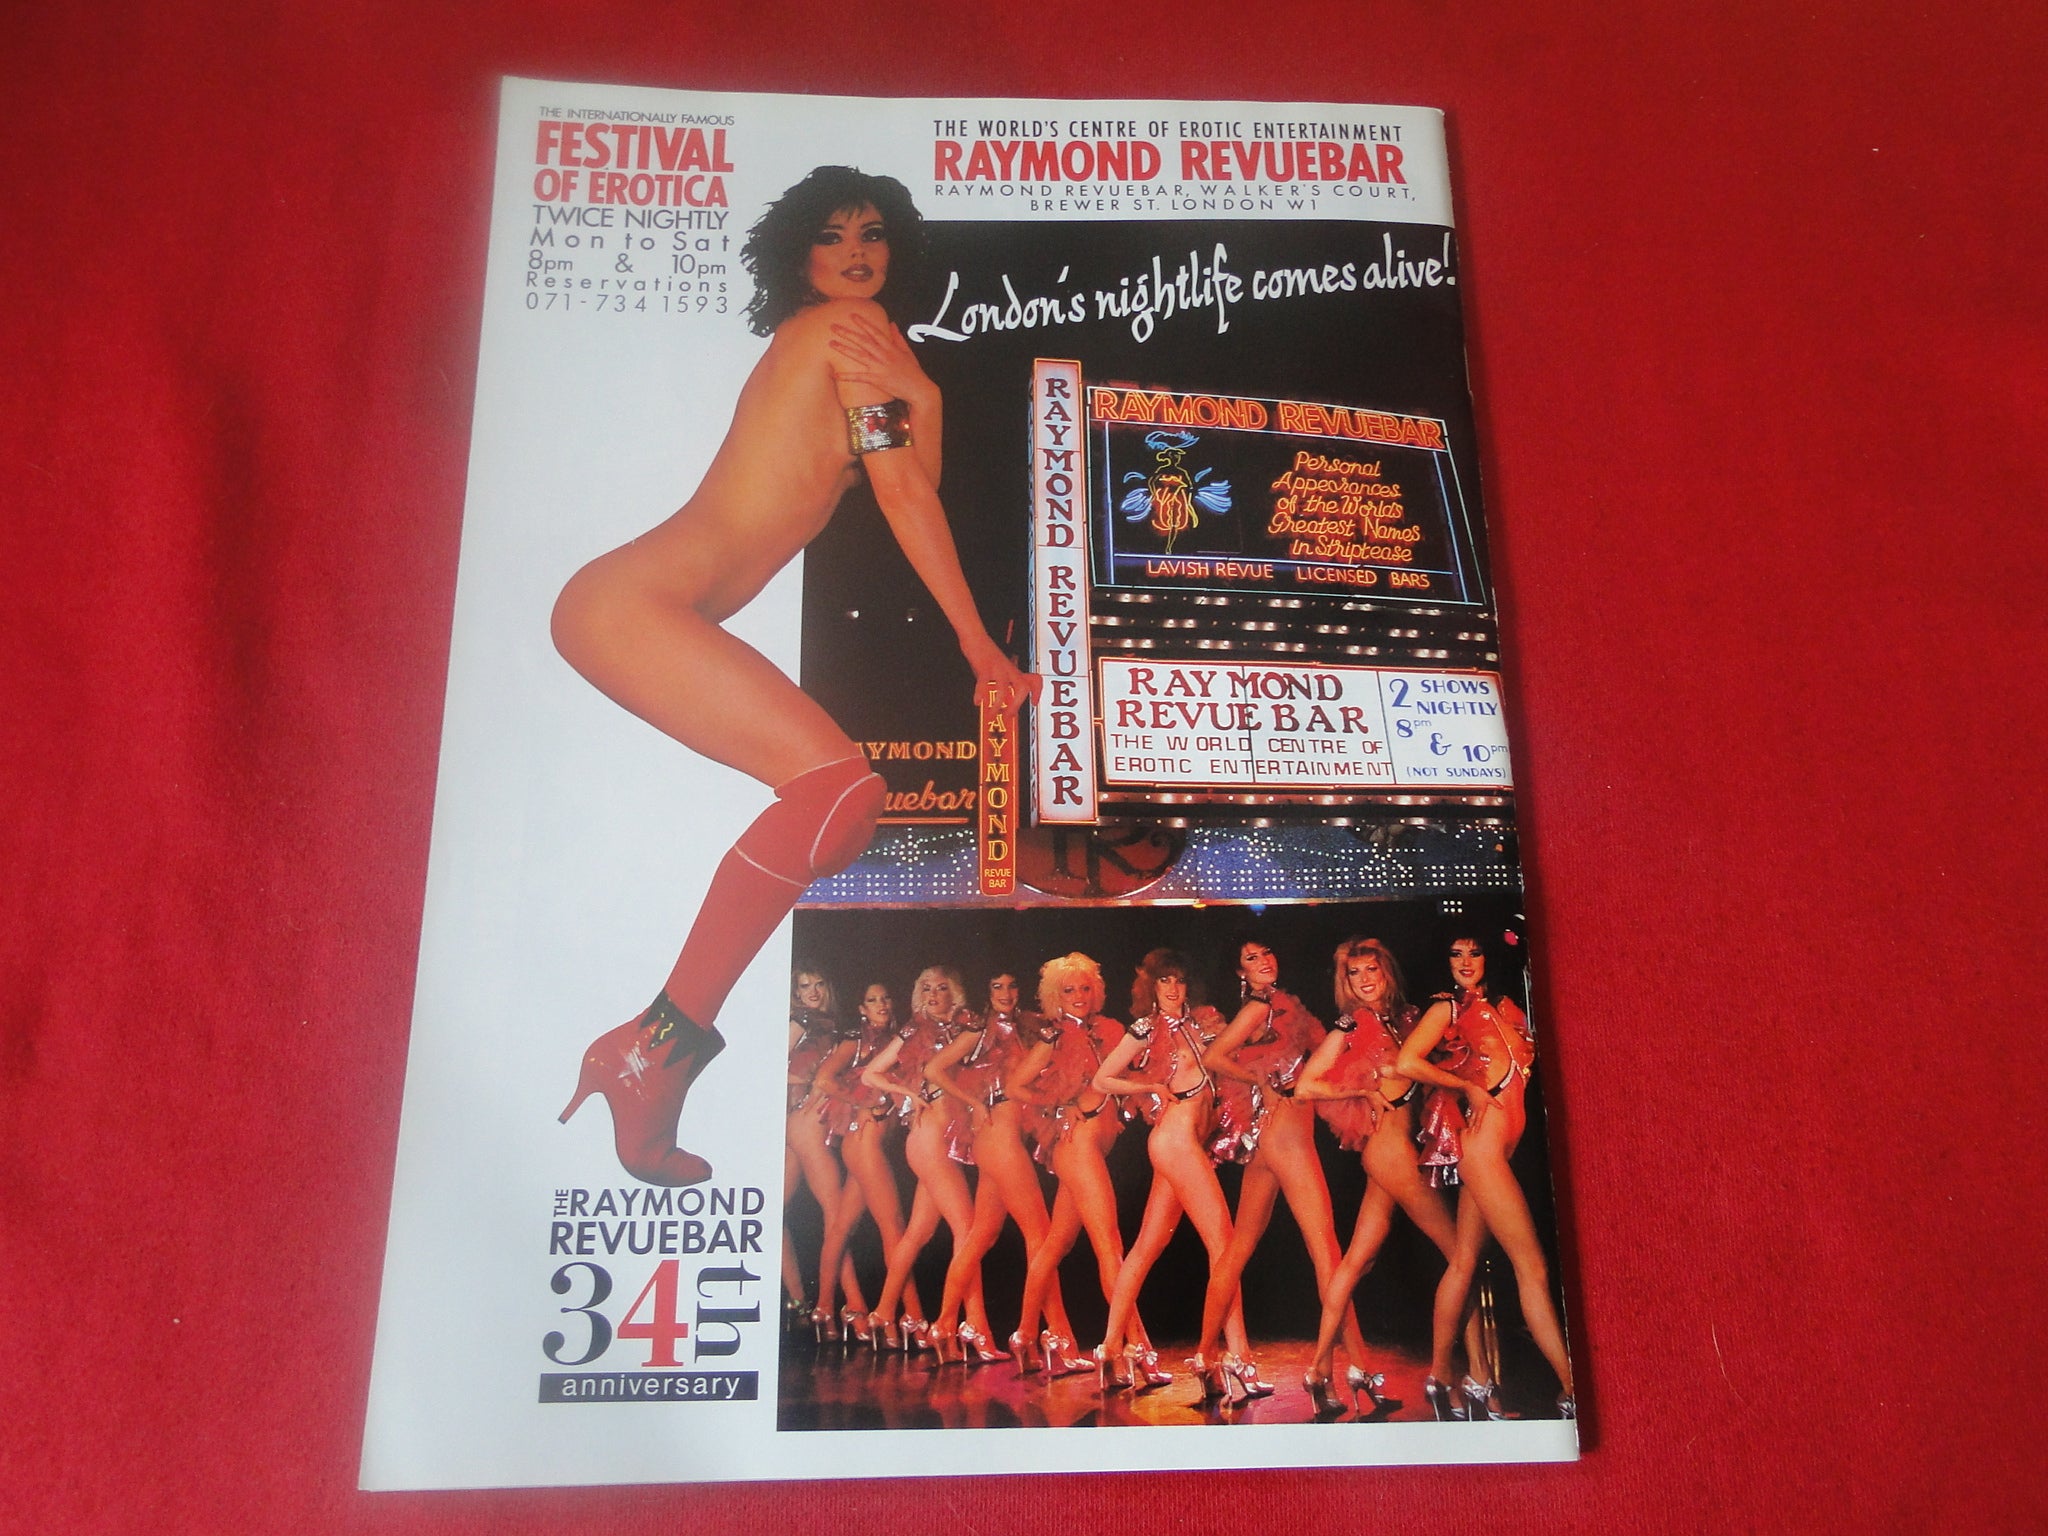 THE INTERNATIONALLY FAMOUS
FESTIVAL
OF EROTICA
TWICE NIGHTLY
Mon to Sat
8pm & 10pm
Reservations
071-734 1593
THE WORLD'S CENTRE OF EROTIC ENTERTAINMENT
RAYMOND REVUEBAR
RAYMOND REVUEBAR, WALKER'S COURT,
BREWER ST. LONDON W1
London's nightlife comes alive!
RAYMOND REVUEBAR
RAYMOND REVUEBAR
Personal
Appearances
of the World's
Greatest Names
in Striptease
LAVISH REVUE LICENSED BARS
RAYMOND
REVUEBAR
THE WORLD CENTRE OF
EROTIC ENTERTAINMENT
2 SHOWS
NIGHTLY
8pm
& 10pm
(NOT SUNDAYS)
AYMOND
uebar
RAYMOND
REVUE
BAR
R
THE RAYMOND
REVUEBAR
34th
anniversary